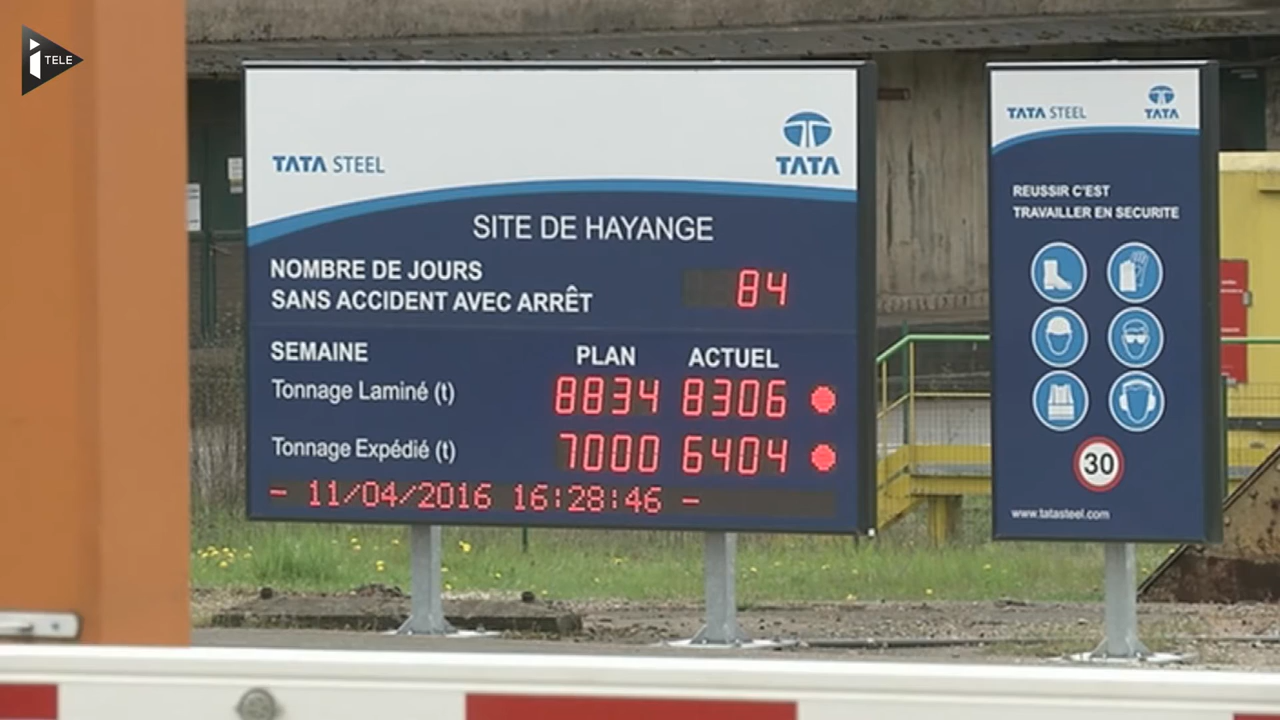 i TELE
TATA STEEL
TATA
SITE DE HAYANGE
NOMBRE DE JOURS
SANS ACCIDENT AVEC ARRÊT 84
SEMAINE PLAN ACTUEL
Tonnage Laminé (t) 8834 8306
Tonnage Expédié (t) 7000 6404
- 11/04/2016 16:28:46 -
TATA STEEL
TATA
REUSSIR C'EST
TRAVAILLER EN SECURITE
30
www.tatasteel.com